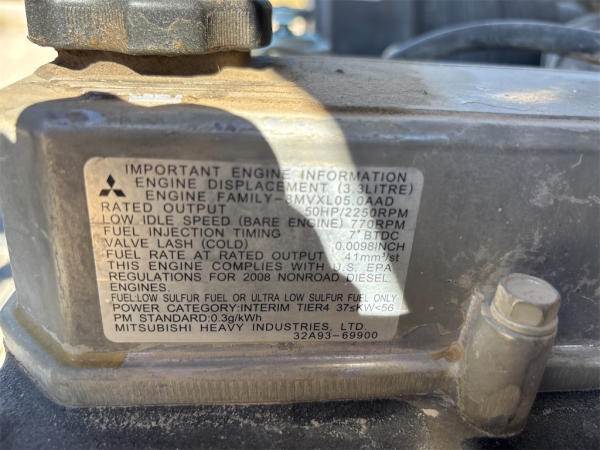 IMPORTANT ENGINE INFORMATION
ENGINE DISPLACEMENT (3.3LITRE)
ENGINE FAMILY-8MVXL05.0AAD
RATED OUTPUT 50HP/2250RPM
LOW IDLE SPEED (BARE ENGINE) 770RPM
FUEL INJECTION TIMING 7°BTDC
VALVE LASH (COLD) 0.0098INCH
FUEL RATE AT RATED OUTPUT 41mm³/st
THIS ENGINE COMPLIES WITH U.S. EPA
REGULATIONS FOR 2008 NONROAD DIESEL
ENGINES.
FUEL:LOW SULFUR FUEL OR ULTRA LOW SULFUR FUEL ONLY
POWER CATEGORY:INTERIM TIER4 37≤KW<56
PM STANDARD:0.3g/kWh
MITSUBISHI HEAVY INDUSTRIES, LTD.
32A93-69900